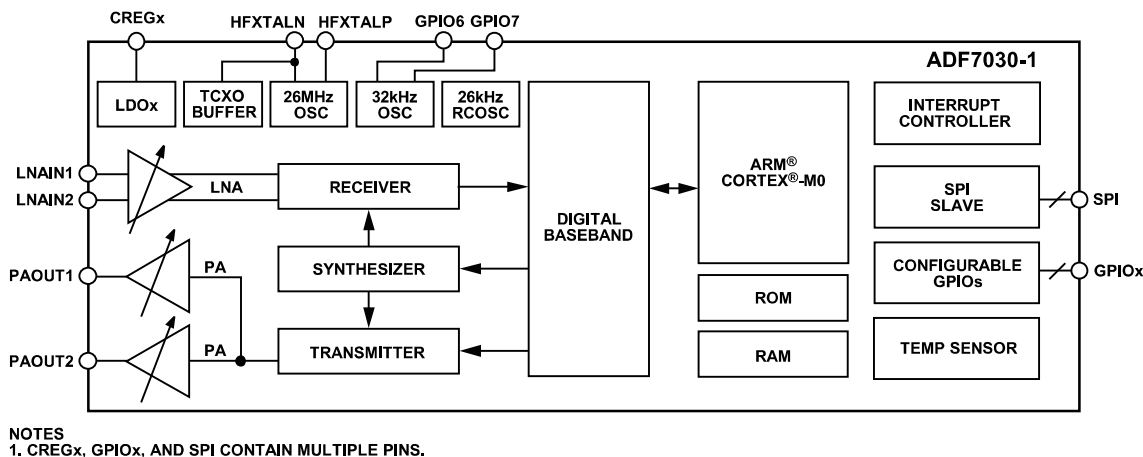 CREGx
HFXTALN
HFXTALP
GPIO6
GPIO7
ADF7030-1
LDOx
TCXO
BUFFER
26MHz
OSC
32kHz
OSC
26kHz
RCOSC
INTERRUPT
CONTROLLER
LNAIN1
LNAIN2
LNA
RECEIVER
DIGITAL
BASEBAND
ARM®
CORTEX®-M0
SPI
SLAVE
SPI
PAOUT1
PA
SYNTHESIZER
CONFIGURABLE
GPIOs
GPIOx
ROM
PAOUT2
PA
TRANSMITTER
RAM
TEMP SENSOR
NOTES
1. CREGx, GPIOx, AND SPI CONTAIN MULTIPLE PINS.